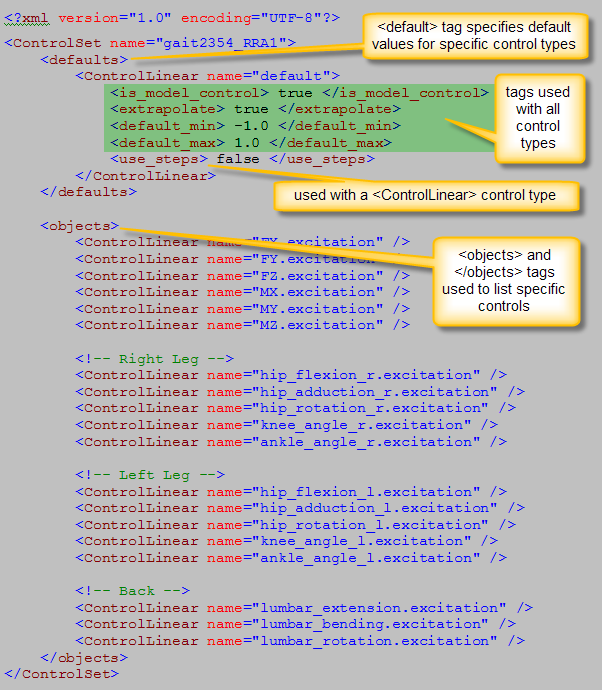 <?xml version="1.0" encoding="UTF-8"?>
<default> tag specifies default
values for specific control types
<ControlSet name="gait2354_RRA1">
<defaults>
<ControlLinear name="default">
<is_model_control> true </is_model_control>
<extrapolate> true </extrapolate>
<default_min> -1.0 </default_min>
<default_max> 1.0 </default_max>
<use_steps> false </use_steps>
</ControlLinear>
</defaults>
tags used
with all
control
types
used with a <ControlLinear> control type
<objects>
<ControlLinear name="FX.excitation" />
<ControlLinear name="FY.excitation" />
<ControlLinear name="FZ.excitation" />
<ControlLinear name="MX.excitation" />
<ControlLinear name="MY.excitation" />
<ControlLinear name="MZ.excitation" />
<objects> and
</objects> tags
used to list specific
controls
<!-- Right Leg -->
<ControlLinear name="hip_flexion_r.excitation" />
<ControlLinear name="hip_adduction_r.excitation" />
<ControlLinear name="hip_rotation_r.excitation" />
<ControlLinear name="knee_angle_r.excitation" />
<ControlLinear name="ankle_angle_r.excitation" />
<!-- Left Leg -->
<ControlLinear name="hip_flexion_l.excitation" />
<ControlLinear name="hip_adduction_l.excitation" />
<ControlLinear name="hip_rotation_l.excitation" />
<ControlLinear name="knee_angle_l.excitation" />
<ControlLinear name="ankle_angle_l.excitation" />
<!-- Back -->
<ControlLinear name="lumbar_extension.excitation" />
<ControlLinear name="lumbar_bending.excitation" />
<ControlLinear name="lumbar_rotation.excitation" />
</objects>
</ControlSet>